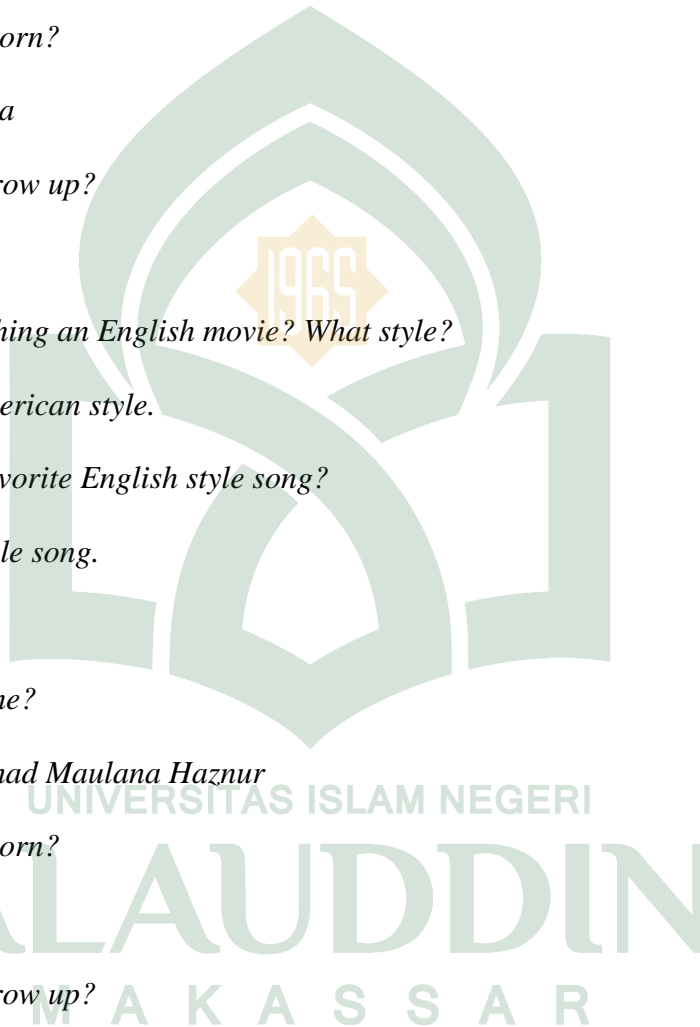 orn?
a
row up?
1965
hing an English movie? What style?
erican style.
vorite English style song?
le song.
ne?
nad Maulana Haznur
UNIVERSITAS ISLAM NEGERI
orn?
ALAUDDIN
row up?
MAKASSAR